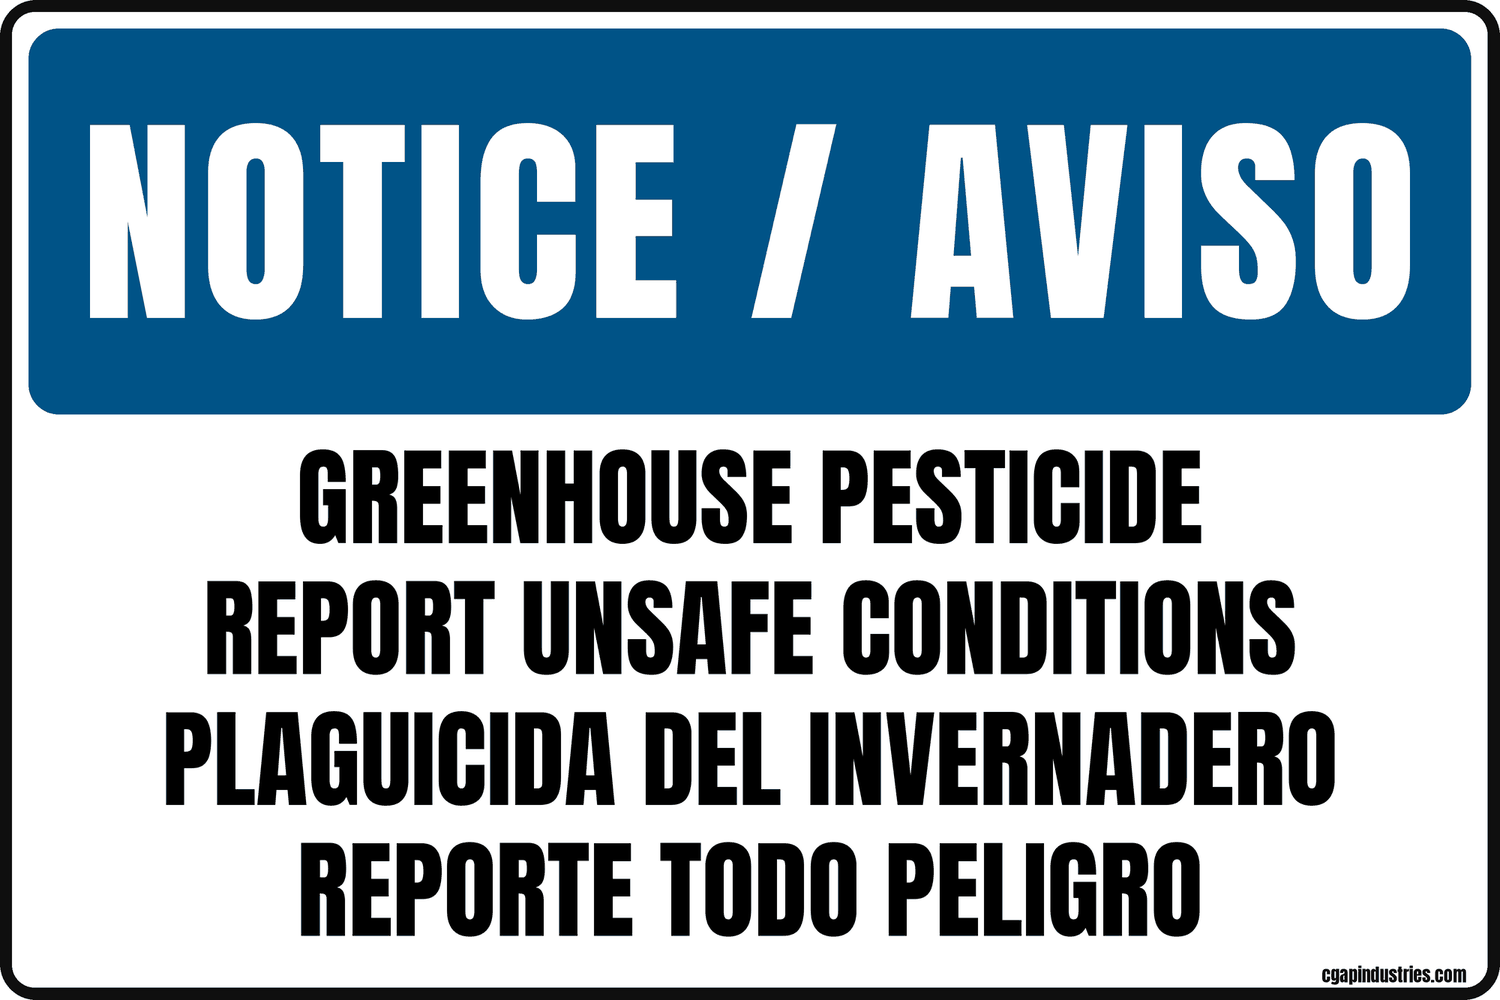 NOTICE / AVISO
GREENHOUSE PESTICIDE
REPORT UNSAFE CONDITIONS
PLAGUICIDA DEL INVERNADERO
REPORTE TODO PELIGRO
cgapindustries.com